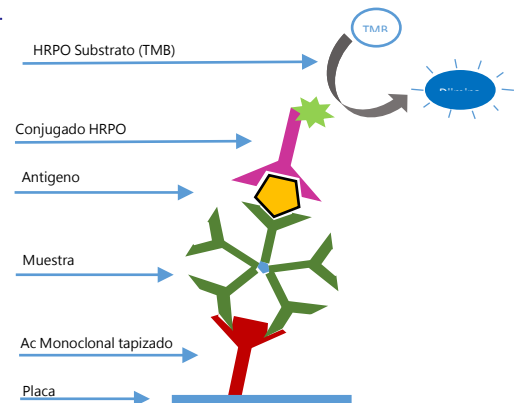 TMB
HRPO Substrato (TMB)
Conjugado HRPO
Antigeno
Muestra
Ac Monoclonal tapizado
Placa